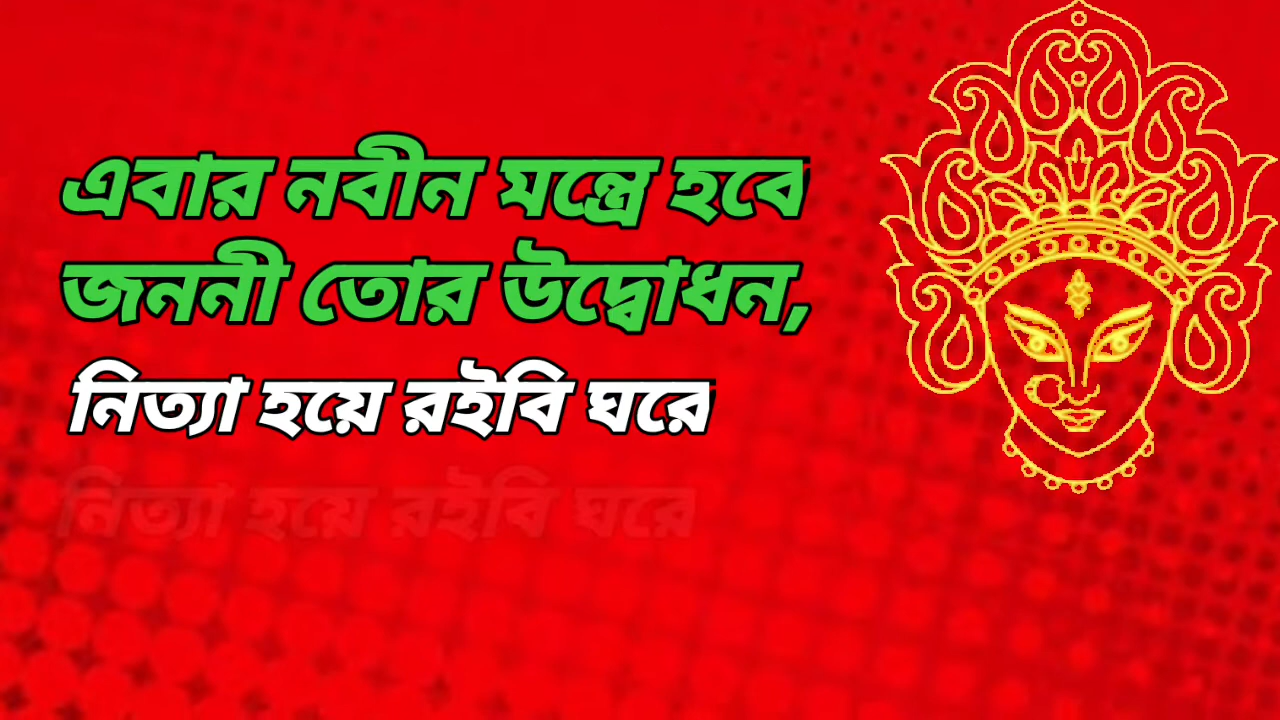 এবার নবীন মন্ত্রে হবে
জননী তোর উদ্বোধন,
নিত্যা হয়ে রইবি ঘরে
নিত্যা হয়ে রইবি ঘরে